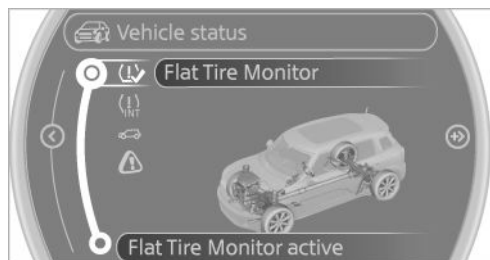 Vehicle status
Flat Tire Monitor
INT
Flat Tire Monitor active